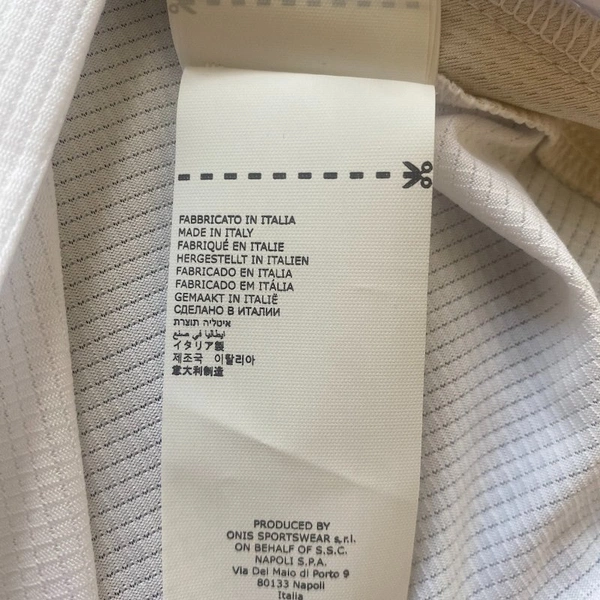 FABBRICATO IN ITALIA
MADE IN ITALY
FABRIQUÉ EN ITALIE
HERGESTELLT IN ITALIEN
FABRICADO EN ITALIA
FABRICADO EM ITÁLIA
GEMAAKT IN ITALIË
СДЕЛАНО В ИТАЛИИ
איטליה תוצרת
ايطاليا في صنع
イタリア製
제조국 이탈리아
意大利制造
PRODUCED BY
ONIS SPORTSWEAR s.r.l.
ON BEHALF OF S.S.C.
NAPOLI S.P.A.
Via Del Maio di Porto 9
80133 Napoli
Italia